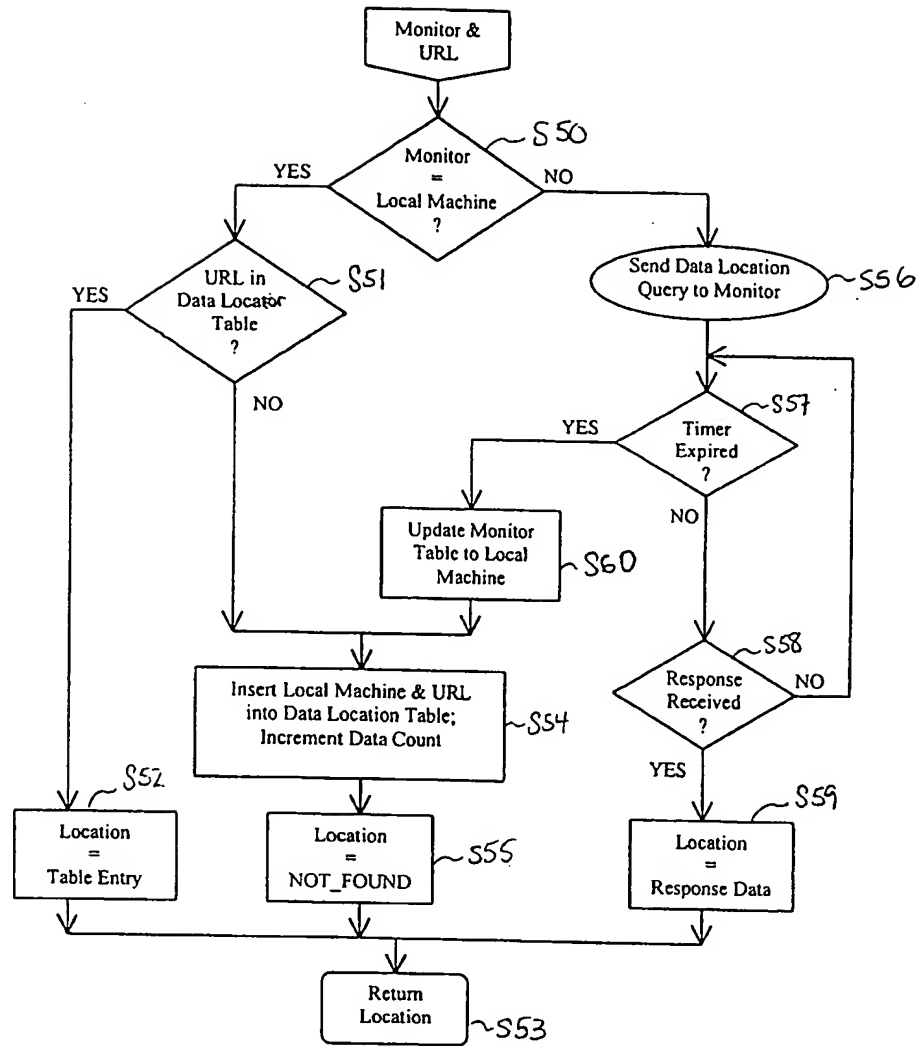 Monitor &
URL
S50
Monitor
=
Local Machine
?
YES
NO
URL in
Data Locator
Table
?
S51
YES
NO
Send Data Location
Query to Monitor
S56
Timer
Expired
?
S57
YES
NO
Update Monitor
Table to Local
Machine
S60
Response
Received
?
S58
NO
YES
Insert Local Machine & URL
into Data Location Table;
Increment Data Count
S54
S52
Location
=
Table Entry
Location
=
NOT_FOUND
S55
S59
Location
=
Response Data
Return
Location
S53